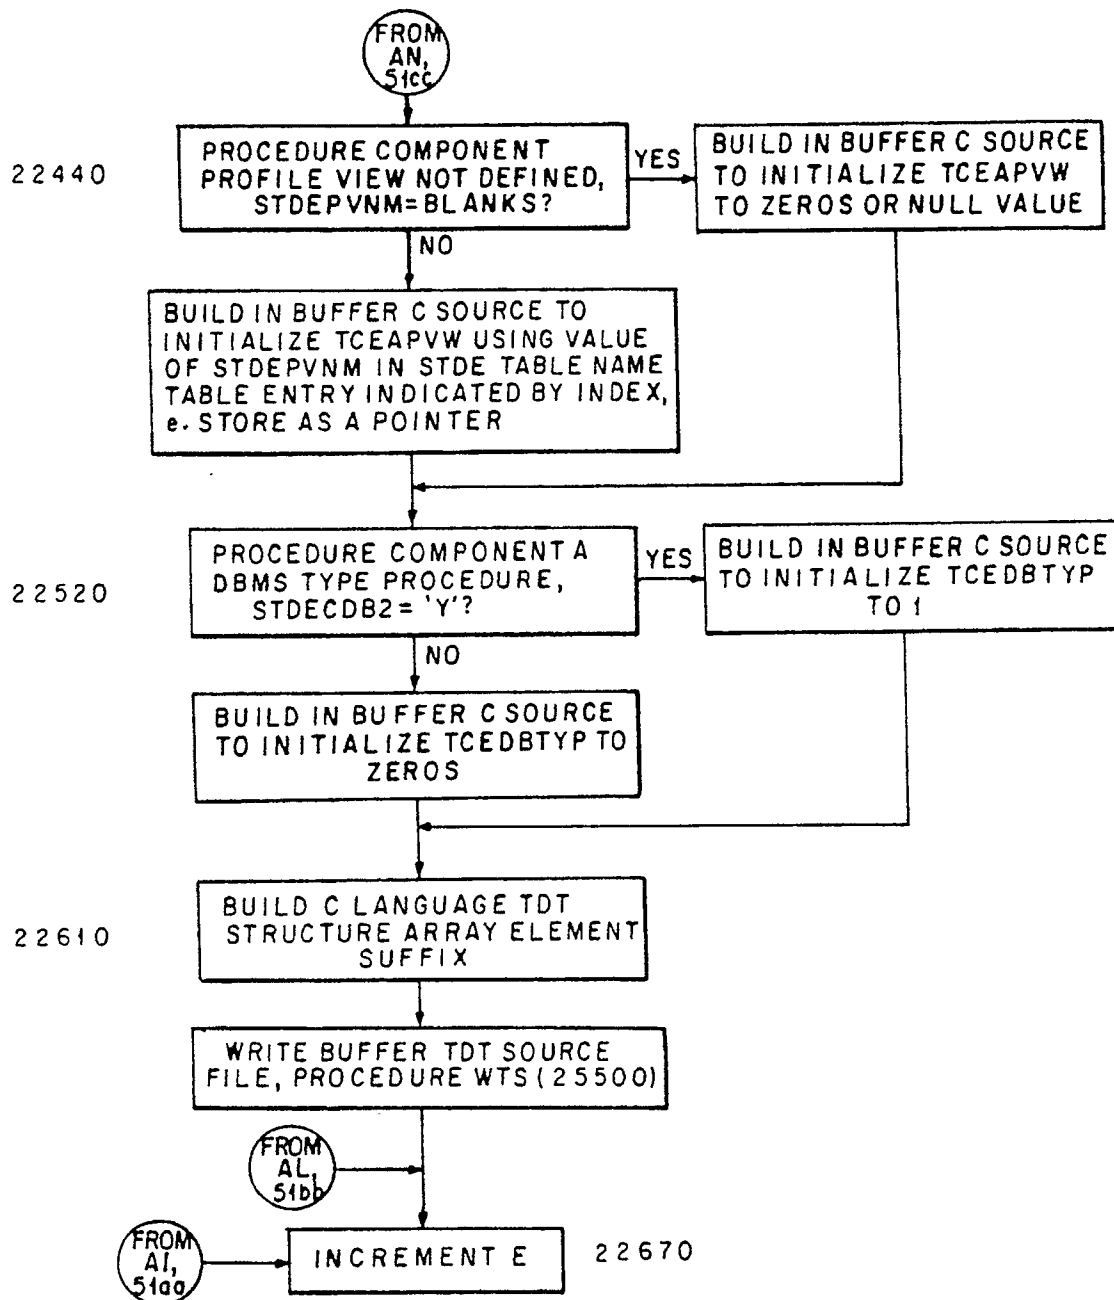 FROM
AN,
51cc
22440
PROCEDURE COMPONENT
PROFILE VIEW NOT DEFINED,
STDEPVNM=BLANKS?
YES
BUILD IN BUFFER C SOURCE
TO INITIALIZE TCEAPVW
TO ZEROS OR NULL VALUE
NO
BUILD IN BUFFER C SOURCE TO
INITIALIZE TCEAPVW USING VALUE
OF STDEPVNM IN STDE TABLE NAME
TABLE ENTRY INDICATED BY INDEX,
e. STORE AS A POINTER
22520
PROCEDURE COMPONENT A
DBMS TYPE PROCEDURE,
STDECDB2='Y'?
YES
BUILD IN BUFFER C SOURCE
TO INITIALIZE TCEDBTYP
TO 1
NO
BUILD IN BUFFER C SOURCE
TO INITIALIZE TCEDBTYP TO
ZEROS
22610
BUILD C LANGUAGE TDT
STRUCTURE ARRAY ELEMENT
SUFFIX
WRITE BUFFER TDT SOURCE
FILE, PROCEDURE WTS (25500)
FROM
AL,
51bb
FROM
AI,
51aa
INCREMENT E
22670